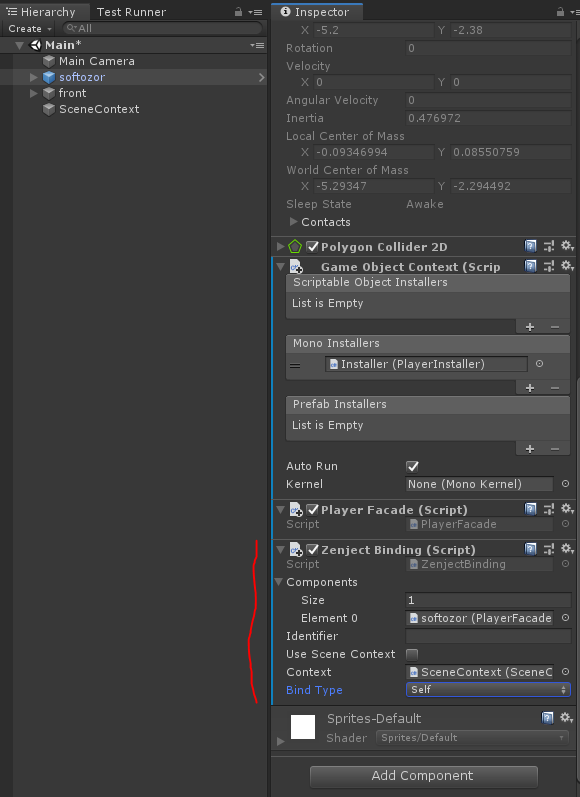 Hierarchy
Test Runner
Create
All
Main*
Main Camera
softozor
front
SceneContext
Inspector
X -5.2 Y -2.38
Rotation 0
Velocity
X 0 Y 0
Angular Velocity 0
Inertia 0.476972
Local Center of Mass
X -0.09346994 Y 0.08550759
World Center of Mass
X -5.29347 Y -2.294492
Sleep State Awake
Contacts
Polygon Collider 2D
Game Object Context (Scrip
Scriptable Object Installers
List is Empty
Mono Installers
Installer (PlayerInstaller)
Prefab Installers
List is Empty
Auto Run
Kernel None (Mono Kernel)
Player Facade (Script)
Script PlayerFacade
Zenject Binding (Script)
Script ZenjectBinding
Components
Size 1
Element 0 softozor (PlayerFacade
Identifier
Use Scene Context
Context SceneContext (SceneC
Bind Type Self
Sprites-Default
Shader Sprites/Default
Add Component